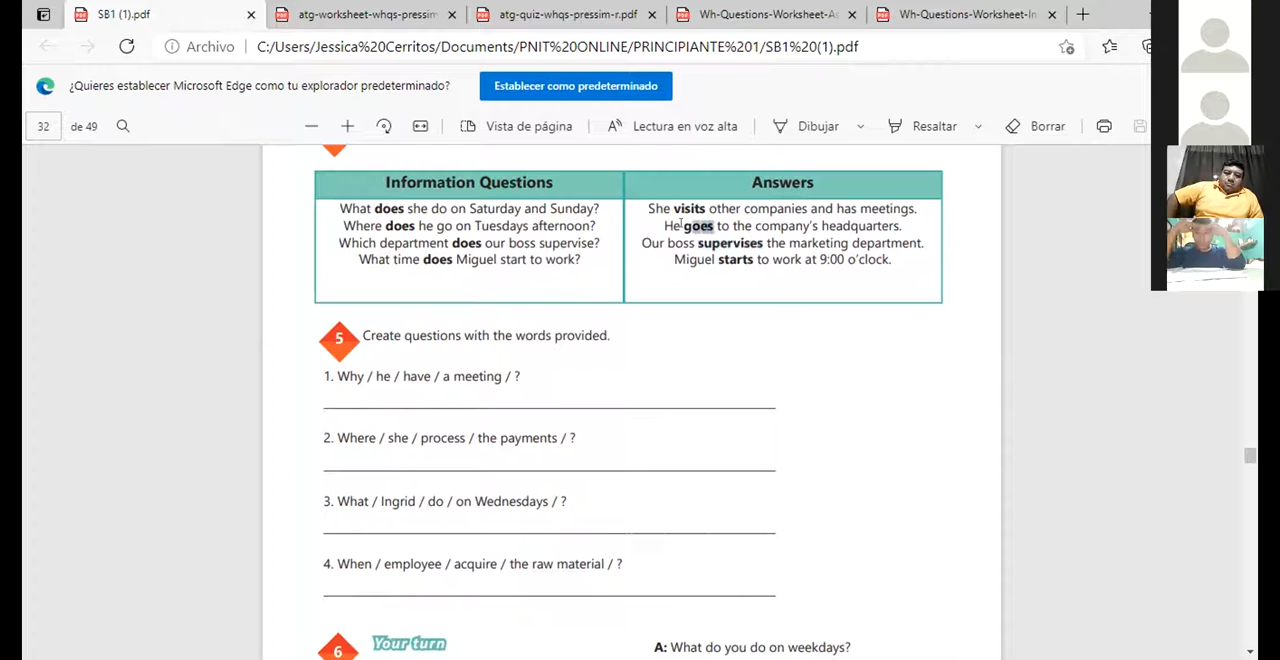 SB1 (1).pdf
atg-worksheet-whqs-pressim
atg-quiz-whqs-pressim-r.pdf
Wh-Questions-Worksheet-A
Wh-Questions-Worksheet-In
Archivo
C:/Users/Jessica%20Cerritos/Documents/PNIT%20ONLINE/PRINCIPIANTE%201/SB1%20(1).pdf
¿Quieres establecer Microsoft Edge como tu explorador predeterminado?
Establecer como predeterminado
32 de 49
Vista de página
Lectura en voz alta
Dibujar
Resaltar
Borrar
Information Questions
What does she do on Saturday and Sunday?
Where does he go on Tuesdays afternoon?
Which department does our boss supervise?
What time does Miguel start to work?
Answers
She visits other companies and has meetings.
He goes to the company's headquarters.
Our boss supervises the marketing department.
Miguel starts to work at 9:00 o'clock.
5 Create questions with the words provided.
1. Why / he / have / a meeting / ?
2. Where / she / process / the payments / ?
3. What / Ingrid / do / on Wednesdays / ?
4. When / employee / acquire / the raw material / ?
6 Your turn
A: What do you do on weekdays?